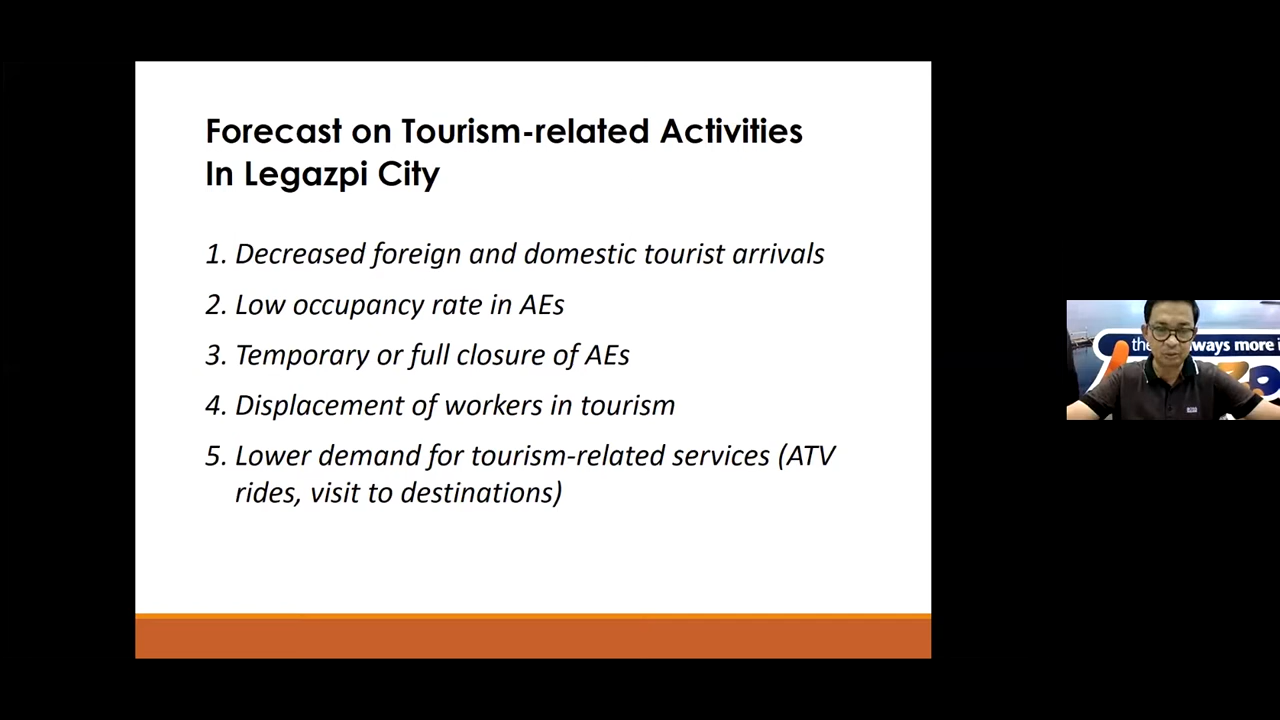 Forecast on Tourism-related Activities
In Legazpi City
1. Decreased foreign and domestic tourist arrivals
2. Low occupancy rate in AEs
3. Temporary or full closure of AEs
4. Displacement of workers in tourism
5. Lower demand for tourism-related services (ATV
rides, visit to destinations)
more